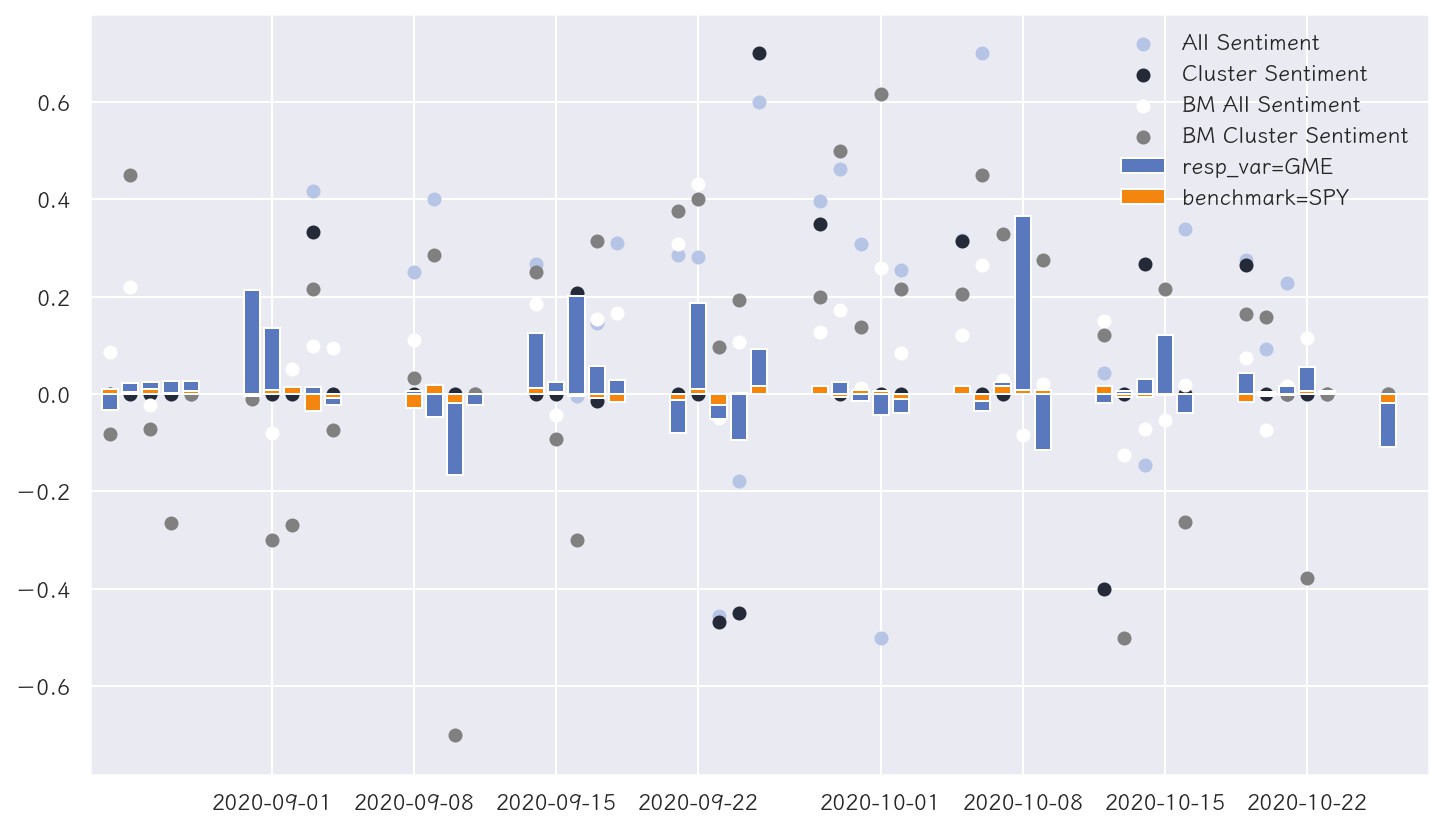 All Sentiment
Cluster Sentiment
BM All Sentiment
BM Cluster Sentiment
resp_var=GME
benchmark=SPY
0.6
0.4
0.2
0.0
−0.2
−0.4
−0.6
2020-09-01 2020-09-08 2020-09-15 2020-09-22 2020-10-01 2020-10-08 2020-10-15 2020-10-22